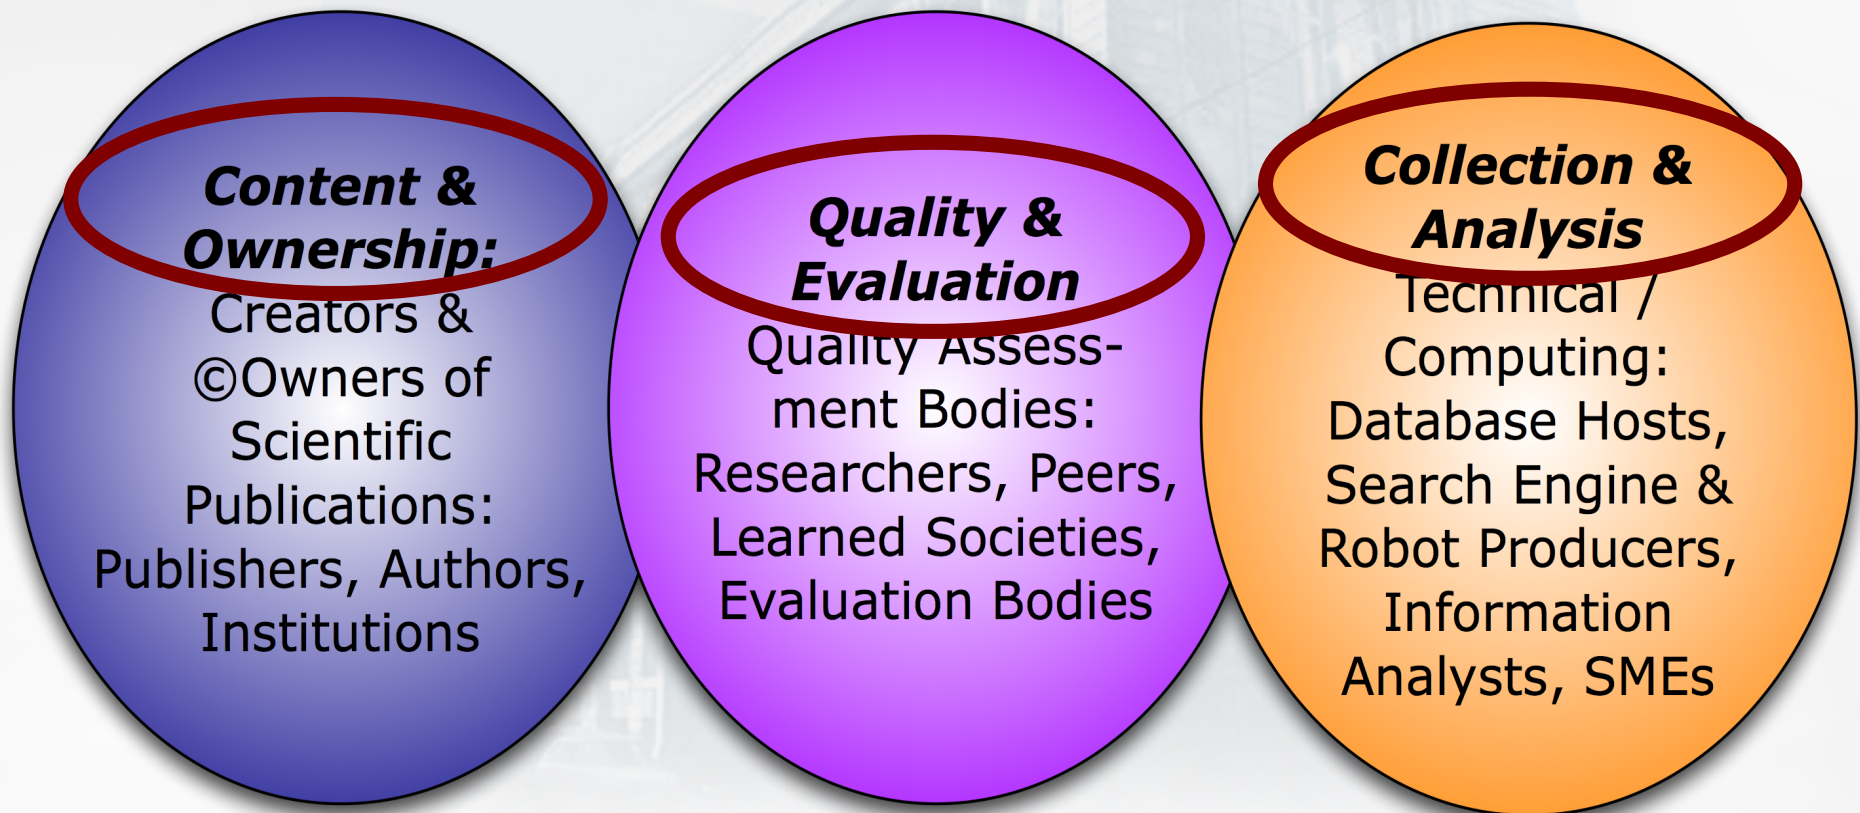 Content &
Ownership:
Creators &
©Owners of
Scientific
Publications:
Publishers, Authors,
Institutions
Quality &
Evaluation
Quality Assess-
ment Bodies:
Researchers, Peers,
Learned Societies,
Evaluation Bodies
Collection &
Analysis
Technical /
Computing:
Database Hosts,
Search Engine &
Robot Producers,
Information
Analysts, SMEs